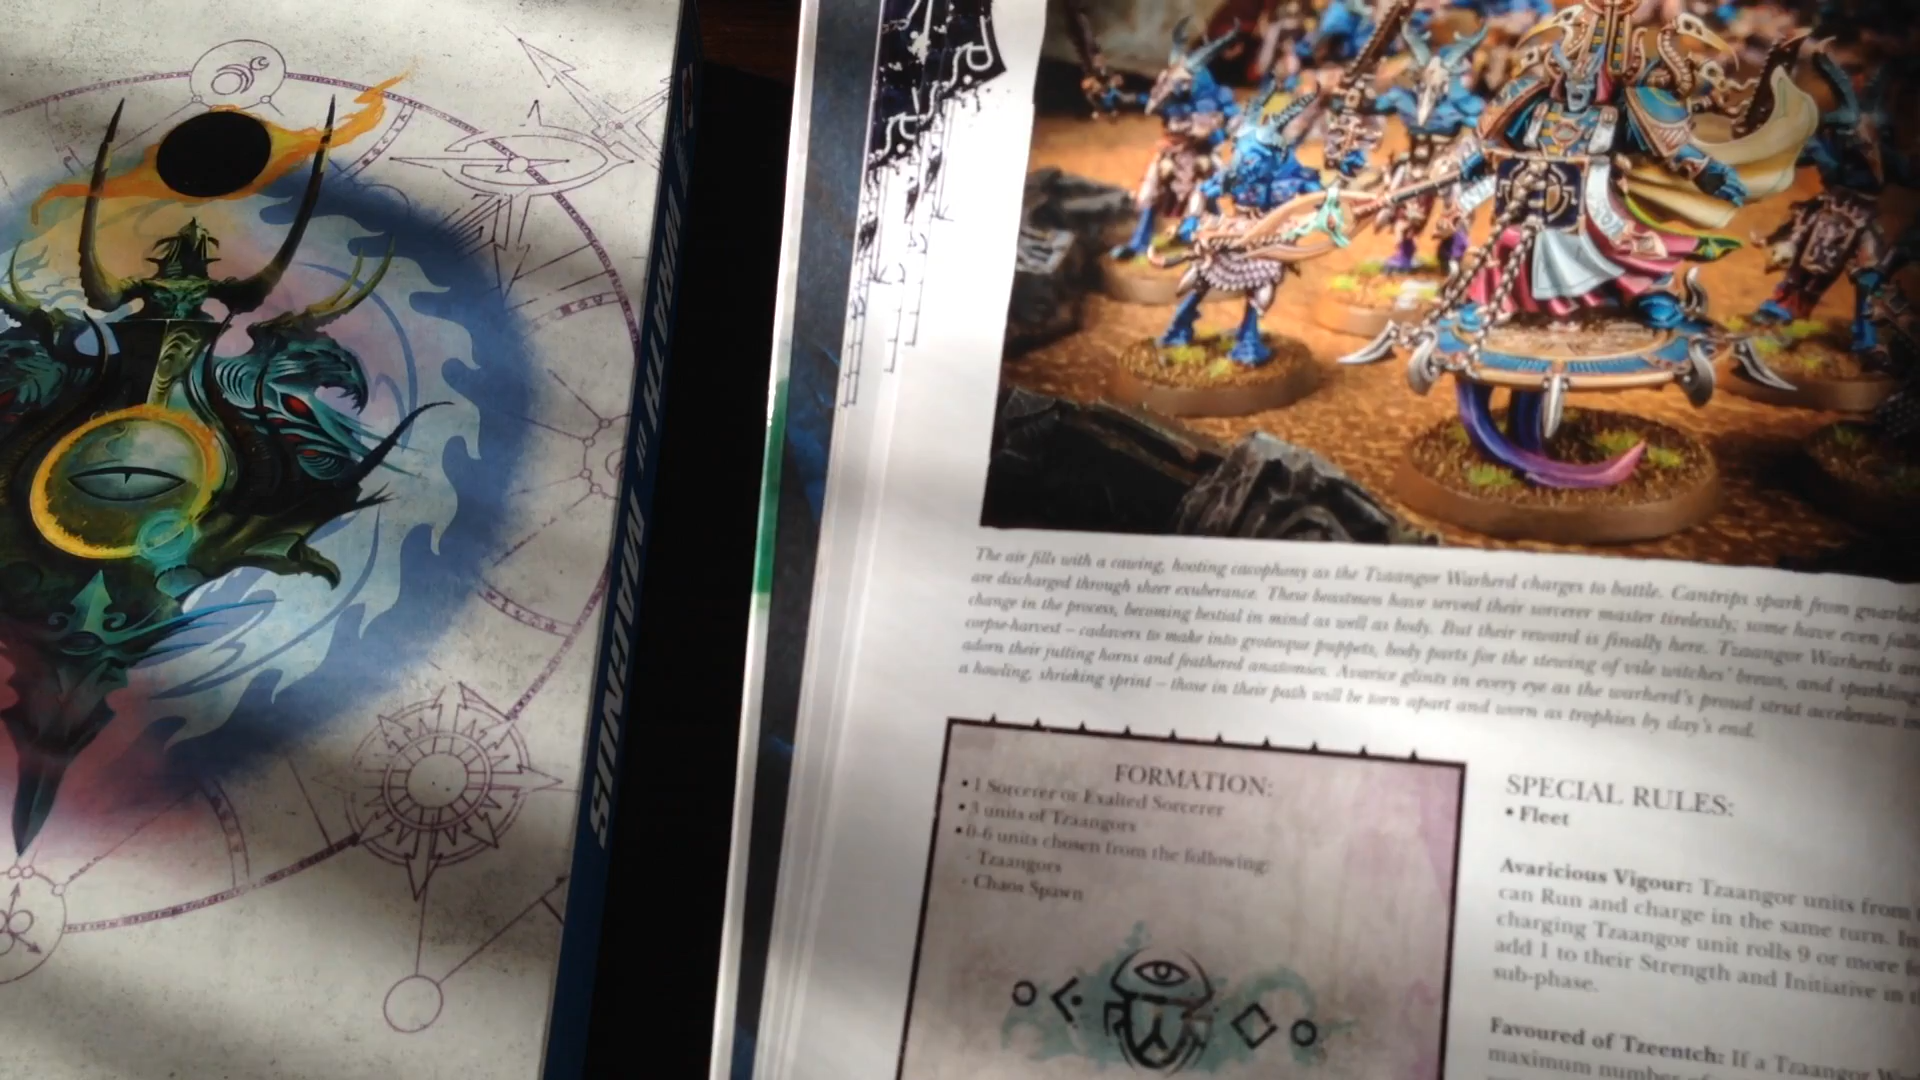 WRATH OF MAGNUS
The air fills with a cawing, hooting cacophony as the Tzaangor Warherd charges to battle. Cantrips spark from gnarled
are discharged through sheer exuberance. These beastmen have served their sorcerer master tirelessly; some have even
change in the process, becoming bestial in mind as well as body. But their reward is finally here. Tzaangor Warherds
corpse-harvest – cadavers to make into grotesque puppets, body parts for the stewing of vile witches' brews, and sparkling
adorn their jutting horns and feathered anatomies. Avarice glints in every eye as the warherd's proud strut accelerates
a howling, shrieking sprint – those in their path will be torn apart and worn as trophies by day's end.
FORMATION:
• 1 Sorcerer or Exalted Sorcerer
• 3 units of Tzaangors
• 0-6 units chosen from the following:
- Tzaangors
- Chaos Spawn
SPECIAL RULES:
• Fleet
Avaricious Vigour: Tzaangor units from
can Run and charge in the same turn.
charging Tzaangor unit rolls 9 or more
add 1 to their Strength and Initiative in
sub-phase.
Favoured of Tzeentch: If a Tzaangor
maximum number